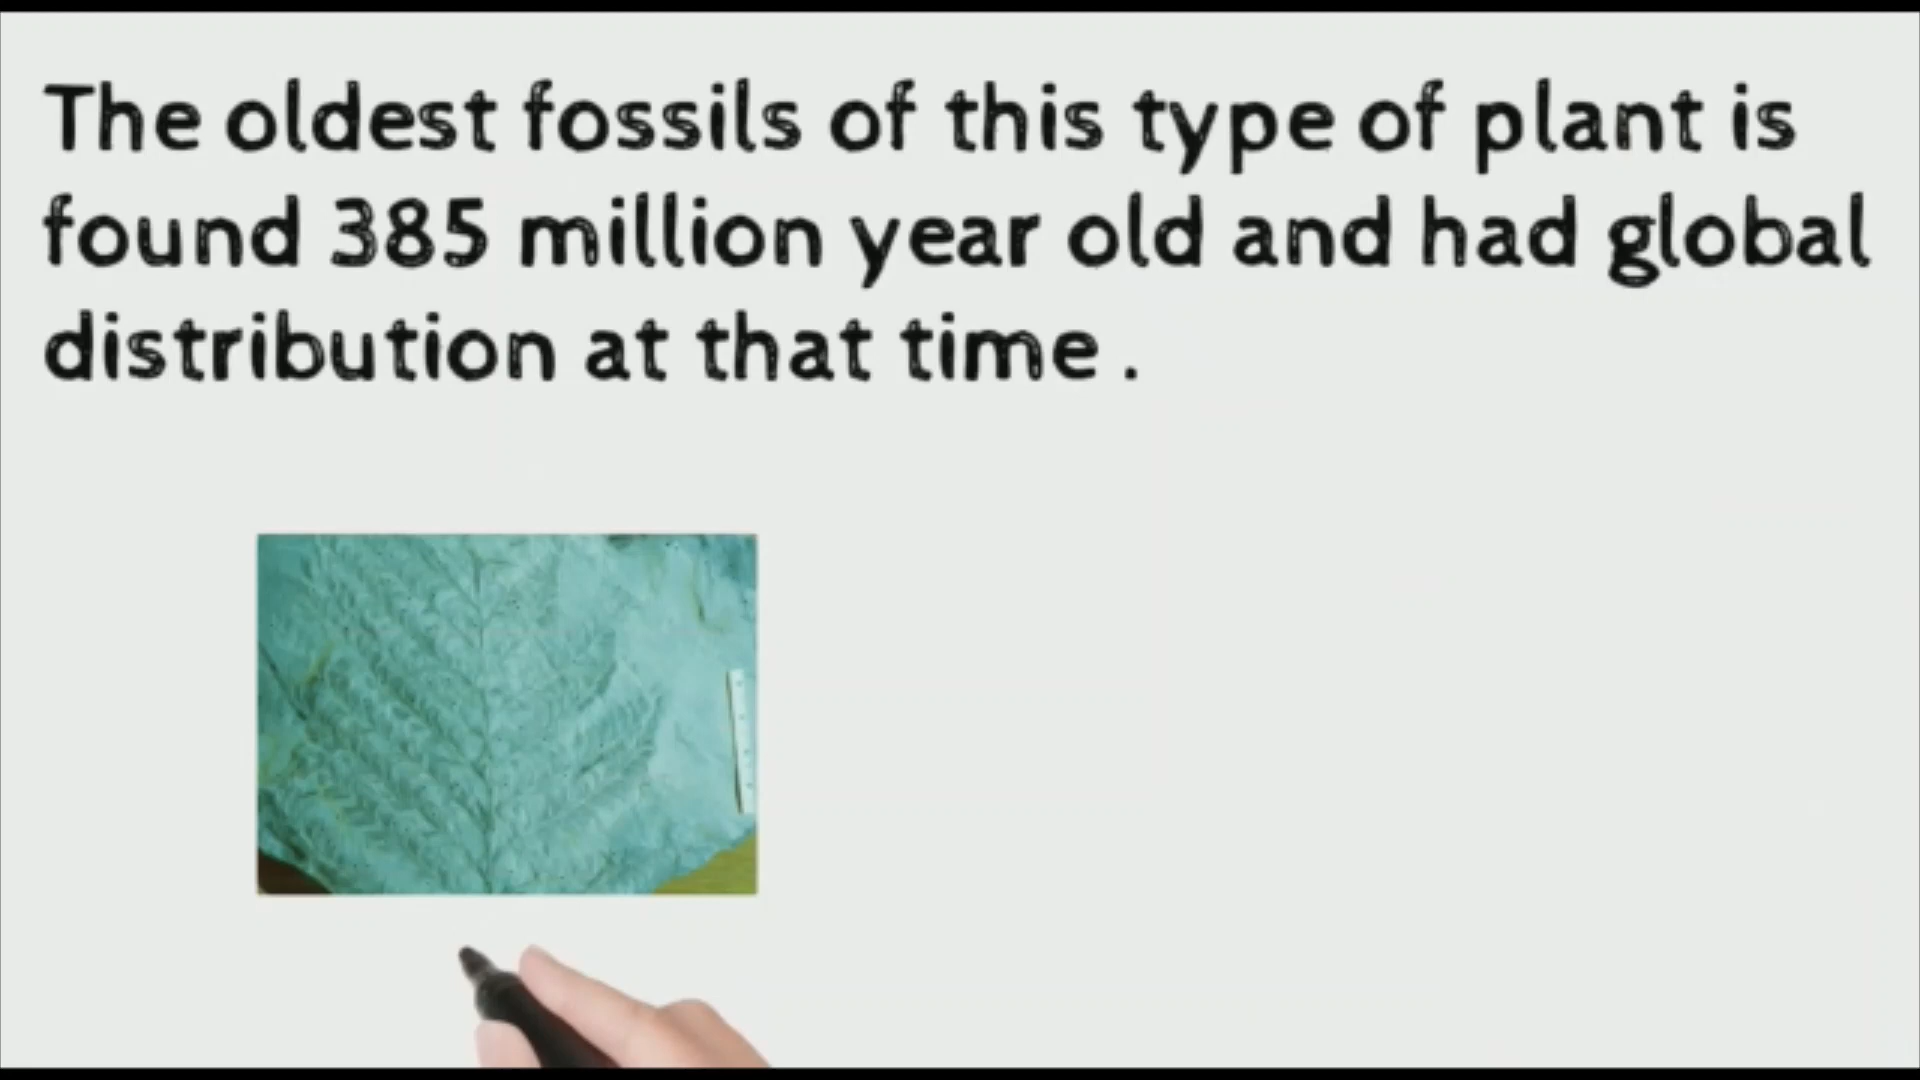 The oldest fossils of this type of plant is
found 385 million year old and had global
distribution at that time .